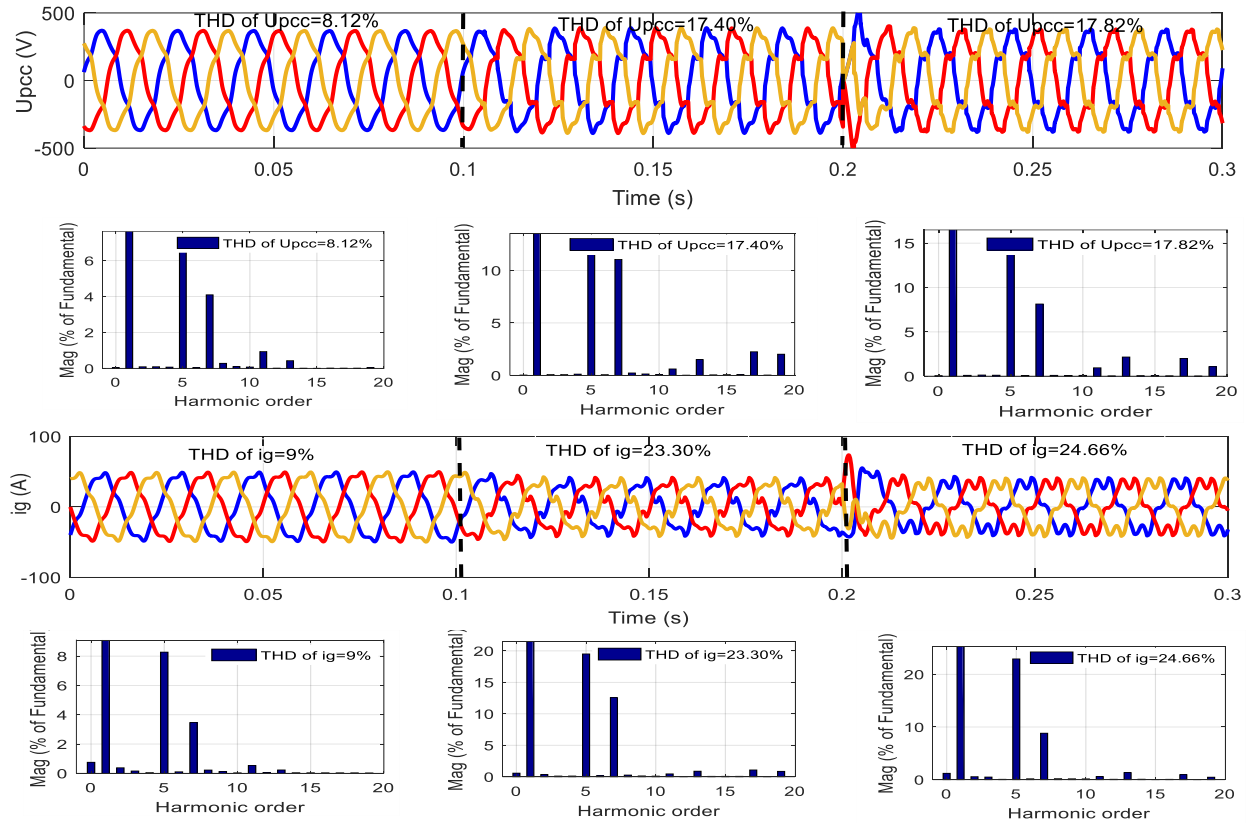 THD of Upcc=8.12% THD of Upcc=17.40% THD of Upcc=17.82%
Upcc (V)
500
0
-500
0 0.05 0.1 0.15 0.2 0.25 0.3
Time (s)
Mag (% of Fundamental)
6
4
2
0
THD of Upcc=8.12%
0 5 10 15 20
Harmonic order
Mag (% of Fundamental)
10
5
0
THD of Upcc=17.40%
0 5 10 15 20
Harmonic order
Mag (% of Fundamental)
15
10
5
0
THD of Upcc=17.82%
0 5 10 15 20
Harmonic order
THD of ig=9% THD of ig=23.30% THD of ig=24.66%
ig (A)
100
0
-100
0 0.05 0.1 0.15 0.2 0.25 0.3
Time (s)
Mag (% of Fundamental)
8
6
4
2
0
THD of ig=9%
0 5 10 15 20
Harmonic order
Mag (% of Fundamental)
20
15
10
5
0
THD of ig=23.30%
0 5 10 15 20
Harmonic order
Mag (% of Fundamental)
20
10
0
THD of ig=24.66%
0 5 10 15 20
Harmonic order